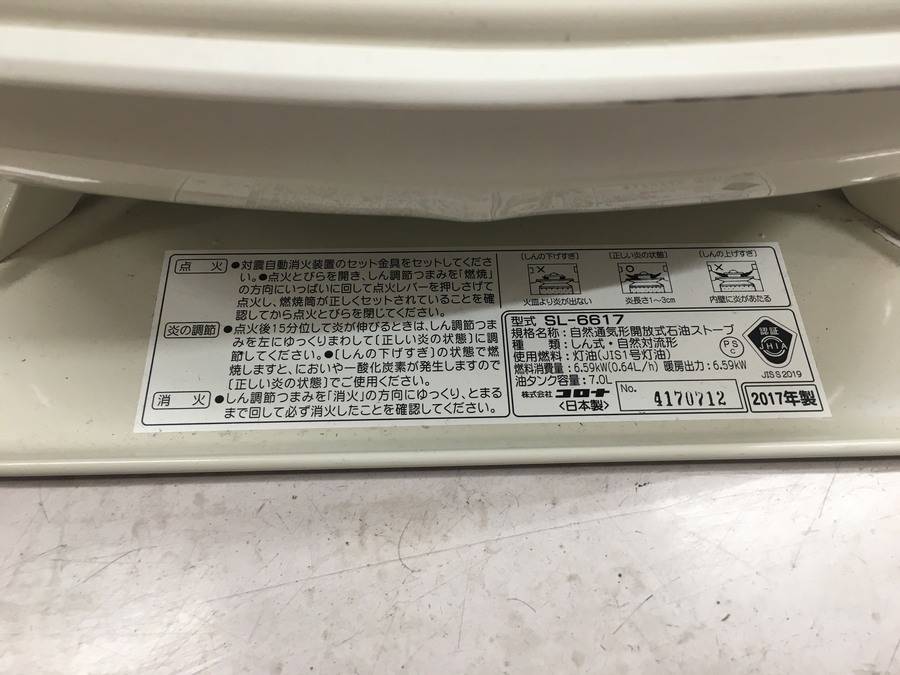 点 火
●対震自動消火装置のセット金具をセットしてくださ
い。●点火とびらを開き、しん調節つまみを「燃焼」
の方向にいっぱいに回して点火レバーを押しさげて
点火し、燃焼筒が正しくセットされていることを確
認してから点火とびらを閉じてください。
炎の調節
●点火後15分位して炎が伸びるときは、しん調節つま
みを左にゆっくりまわして[正しい炎の状態]に調
節してください。●[しんの下げすぎ]の状態で燃
焼しますと、においや一酸化炭素が発生しますので
[正しい炎の状態]でご使用ください。
消 火
●しん調節つまみを「消火」の方向にゆっくり、とまる
まで回して必ず消火したことを確認してください。
[しんの下げすぎ] [正しい炎の状態] [しんの上げすぎ]
火皿より炎が出ない 炎長さ1~3cm 内壁に炎があたる
型式 SL-6617
規格名称:自然通気形開放式石油ストーブ
種 類:しん式・自然対流形
使用燃料:灯油(JIS1号灯油)
燃料消費量:6.59kW(0.64L/h) 暖房出力:6.59kW
油タンク容量:7.0L
PS
C
認証
JHIA
JIS S 2019
株式会社 コロナ
<日本製>
No.
4170712
2017年製